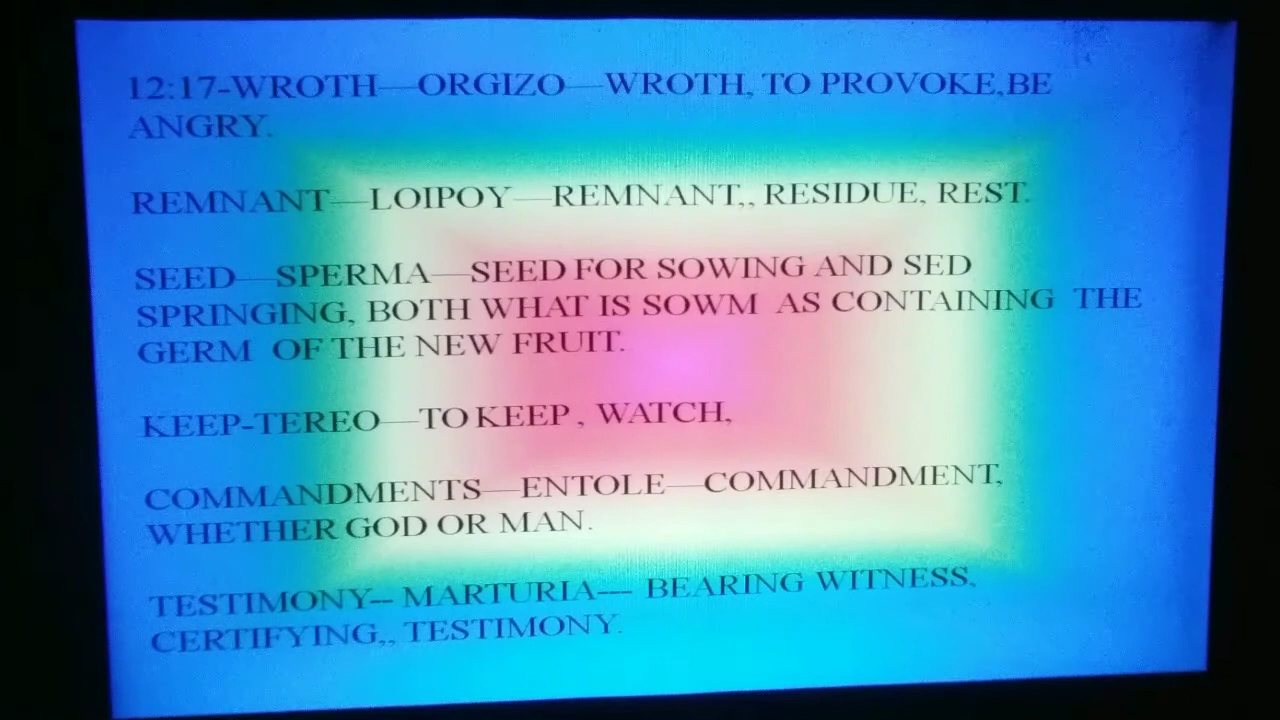 12:17-WROTH—ORGIZO—WROTH, TO PROVOKE,BE
ANGRY.
REMNANT—LOIPOY—REMNANT,, RESIDUE, REST.
SEED—SPERMA—SEED FOR SOWING AND SED
SPRINGING, BOTH WHAT IS SOWM AS CONTAINING THE
GERM OF THE NEW FRUIT.
KEEP-TEREO—TO KEEP , WATCH,
COMMANDMENTS—ENTOLE—COMMANDMENT,
WHETHER GOD OR MAN.
TESTIMONY-- MARTURIA--- BEARING WITNESS,
CERTIFYING,, TESTIMONY.